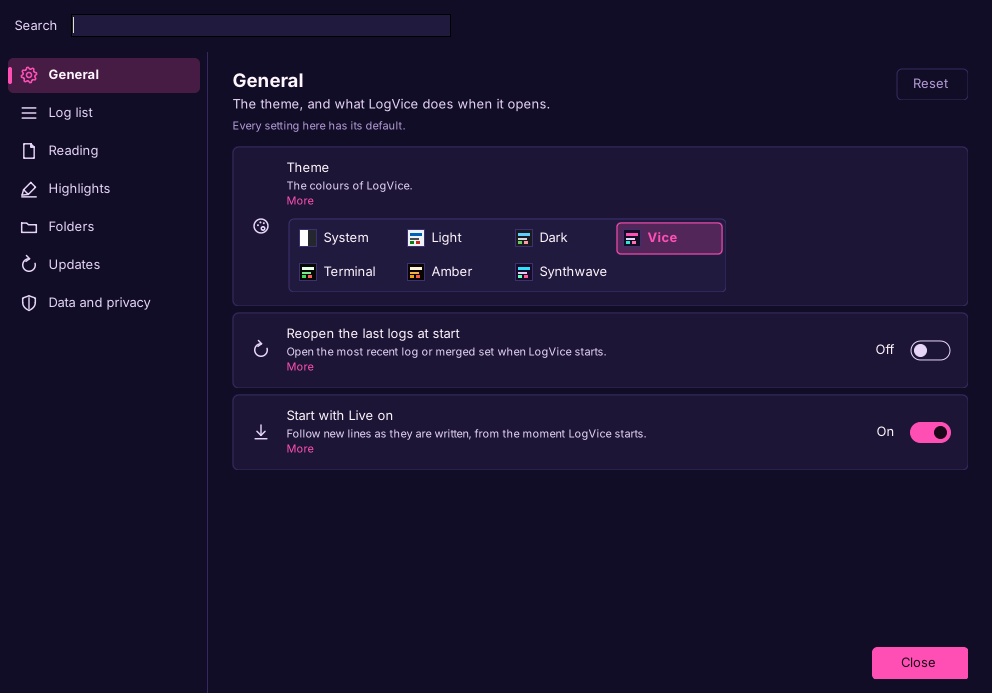 Search
General
Log list
Reading
Highlights
Folders
Updates
Data and privacy
General
Reset
The theme, and what LogVice does when it opens.
Every setting here has its default.
Theme
The colours of LogVice.
More
System Light Dark Vice
Terminal Amber Synthwave
Reopen the last logs at start
Open the most recent log or merged set when LogVice starts.
More
Off
Start with Live on
Follow new lines as they are written, from the moment LogVice starts.
More
On
Close